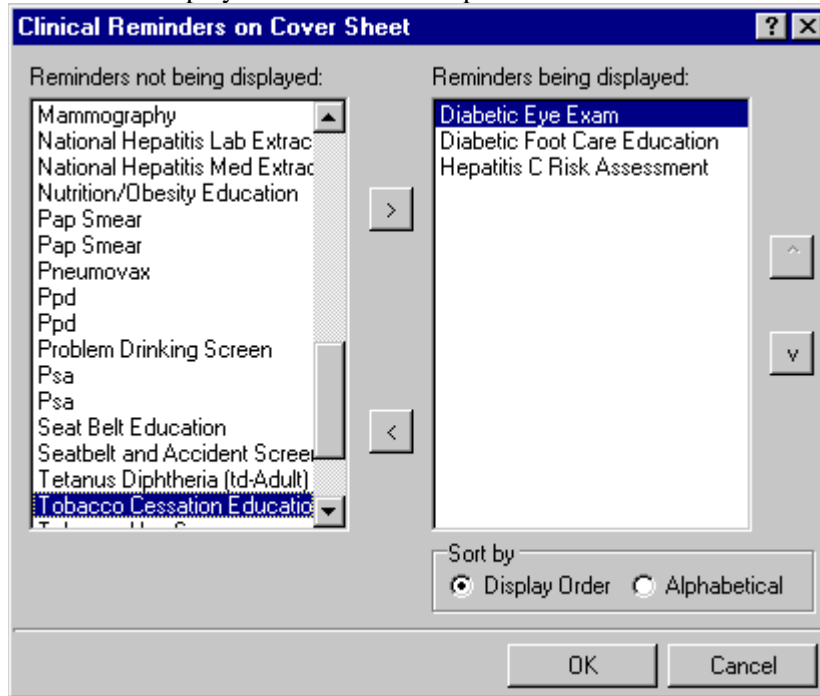 Clinical Reminders on Cover Sheet
? X
Reminders not being displayed:
Mammography
National Hepatitis Lab Extrac
National Hepatitis Med Extrac
Nutrition/Obesity Education
Pap Smear
Pap Smear
Pneumovax
Ppd
Ppd
Problem Drinking Screen
Psa
Psa
Seat Belt Education
Seatbelt and Accident Screen
Tetanus Diphtheria (td-Adult)
Tobacco Cessation Educatio
>
<
Reminders being displayed:
Diabetic Eye Exam
Diabetic Foot Care Education
Hepatitis C Risk Assessment
^
v
Sort by
Display Order Alphabetical
OK Cancel